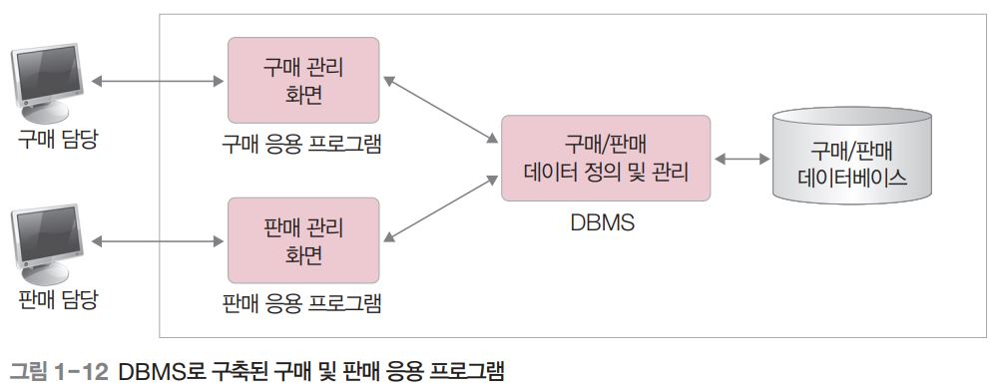 구매 담당
구매 관리
화면
구매 응용 프로그램
판매 담당
판매 관리
화면
판매 응용 프로그램
구매/판매
데이터 정의 및 관리
DBMS
구매/판매
데이터베이스
그림 1-12 DBMS로 구축된 구매 및 판매 응용 프로그램